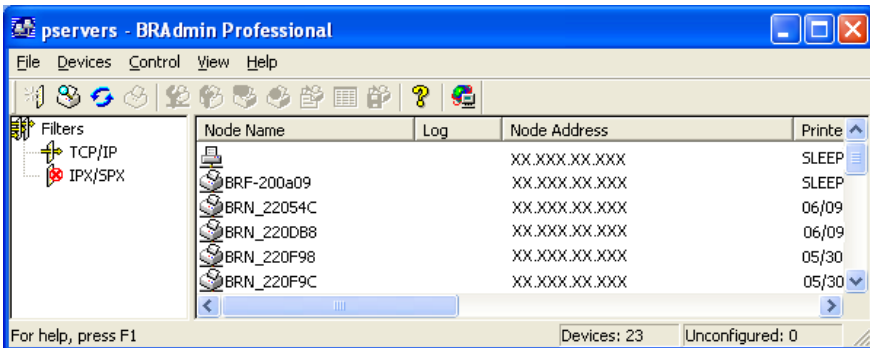 pservers - BRAdmin Professional
File Devices Control View Help
Filters
TCP/IP
IPX/SPX
Node Name Log Node Address Printe
XX.XXX.XX.XXX SLEEP
BRF-200a09 XX.XXX.XX.XXX SLEEP
BRN_22054C XX.XXX.XX.XXX 06/09
BRN_220DB8 XX.XXX.XX.XXX 06/09
BRN_220F98 XX.XXX.XX.XXX 05/30
BRN_220F9C XX.XXX.XX.XXX 05/30
For help, press F1 Devices: 23 Unconfigured: 0